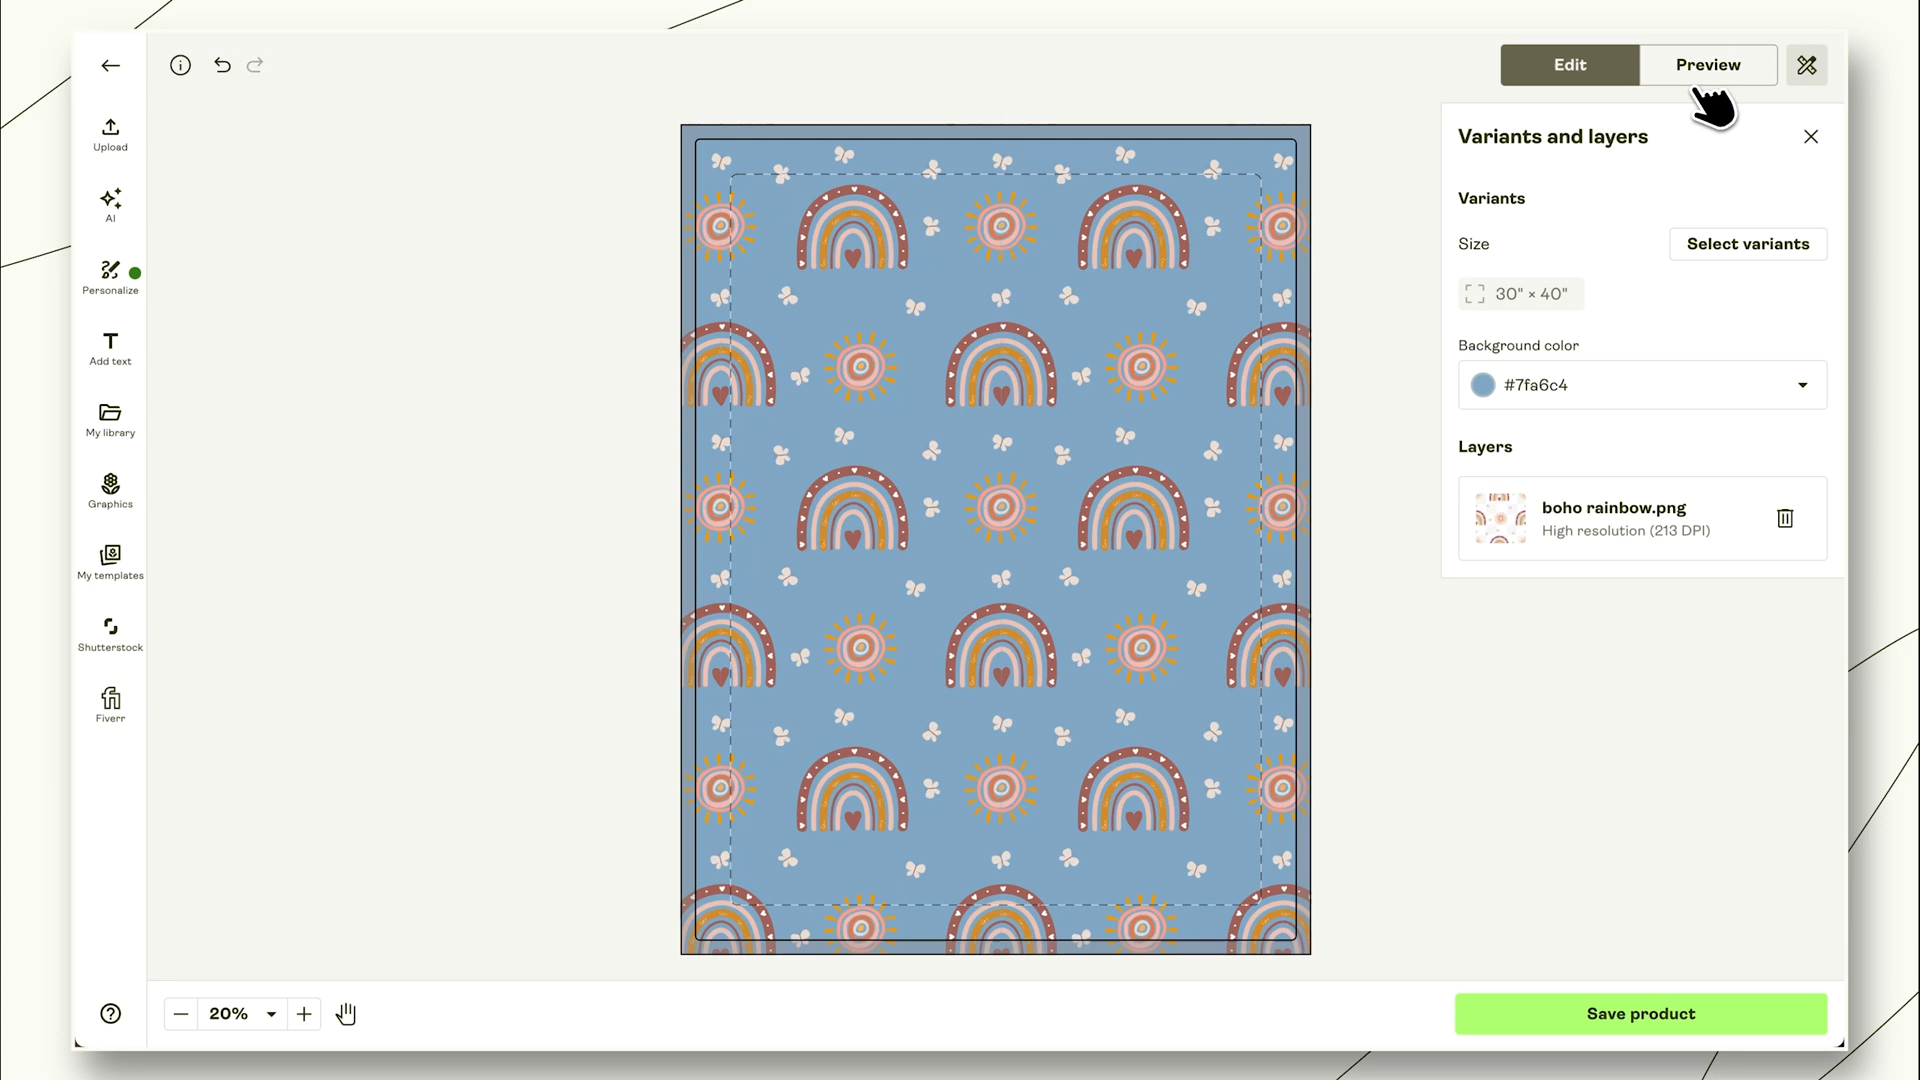 Edit
Preview
Upload
AI
Personalize
Add text
My library
Graphics
My templates
Shutterstock
Fiverr
Variants and layers
Variants
Size
Select variants
30" × 40"
Background color
#7fa6c4
Layers
boho rainbow.png
High resolution (213 DPI)
20%
Save product